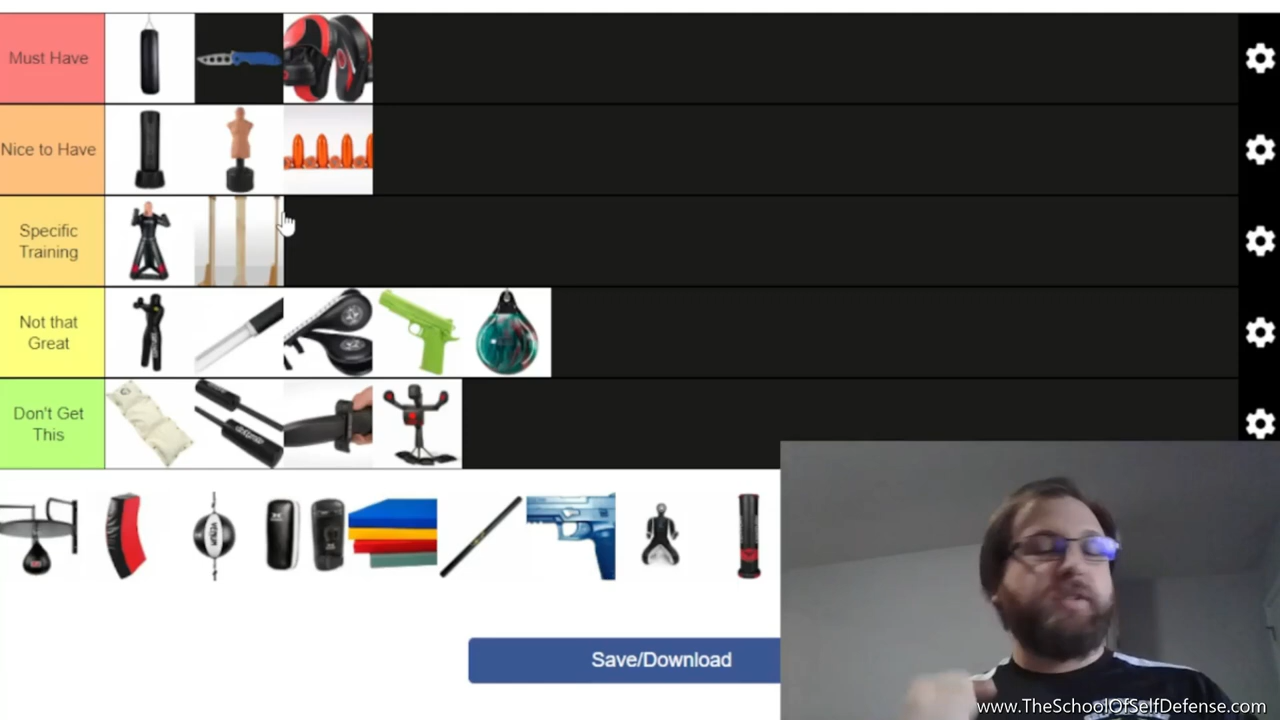 Must Have
Nice to Have
Specific
Training
Not that
Great
Don't Get
This
Save/Download
www.TheSchoolOfSelfDefense.com